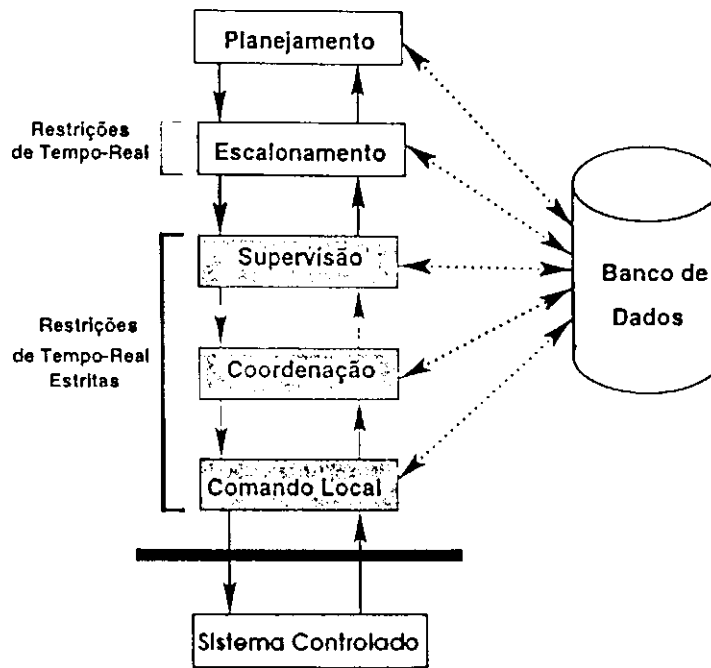 Planejamento
Restrições
de Tempo-Real
Escalonamento
Supervisão
Banco de
Dados
Restrições
de Tempo-Real
Estritas
Coordenação
Comando Local
Sistema Controlado